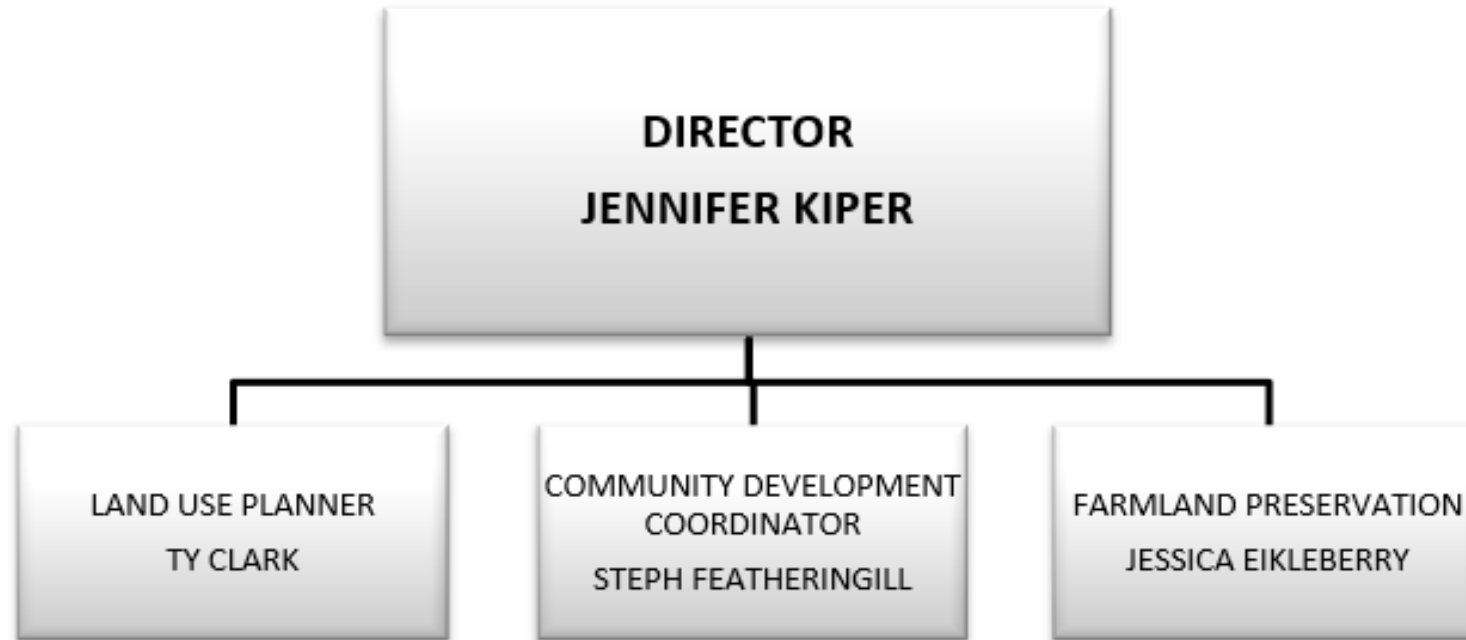 DIRECTOR
JENNIFER KIPER
LAND USE PLANNER
TY CLARK
COMMUNITY DEVELOPMENT
COORDINATOR
STEPH FEATHERINGILL
FARMLAND PRESERVATION
JESSICA EIKLEBERRY